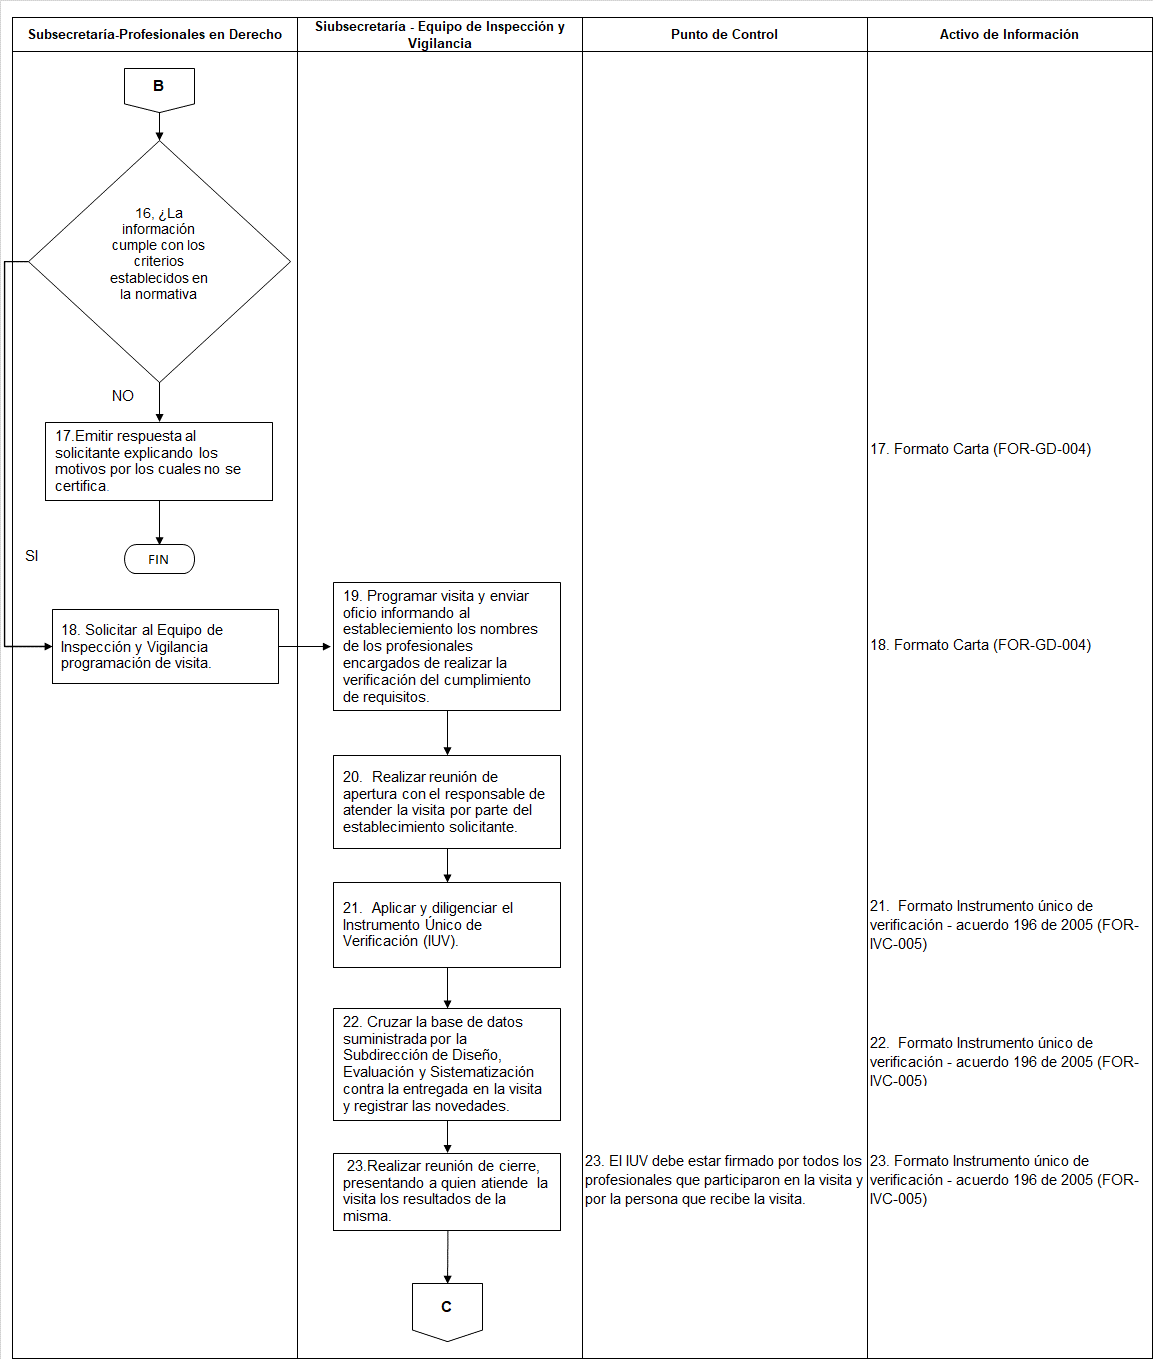 Subsecretaría-Profesionales en Derecho
Siubsecretaría - Equipo de Inspección y
Vigilancia
Punto de Control
Activo de Información
B
16, ¿La
información
cumple con los
criterios
establecidos en
la normativa
NO
17.Emitir respuesta al
solicitante explicando los
motivos por los cuales no se
certifica.
17. Formato Carta (FOR-GD-004)
FIN
SI
18. Solicitar al Equipo de
Inspección y Vigilancia
programación de visita.
19. Programar visita y enviar
oficio informando al
estableciemiento los nombres
de los profesionales
encargados de realizar la
verificación del cumplimiento
de requisitos.
18. Formato Carta (FOR-GD-004)
20.  Realizar reunión de
apertura con el responsable de
atender la visita por parte del
establecimiento solicitante.
21.  Aplicar y diligenciar el
Instrumento Único de
Verificación (IUV).
21.  Formato Instrumento único de
verificación - acuerdo 196 de 2005 (FOR-
IVC-005)
22. Cruzar la base de datos
suministrada por la
Subdirección de Diseño,
Evaluación y Sistematización
contra la entregada en la visita
y registrar las novedades.
22.  Formato Instrumento único de
verificación - acuerdo 196 de 2005 (FOR-
IVC-005)
23.Realizar reunión de cierre,
presentando a quien atiende  la
visita los resultados de la
misma.
23. El IUV debe estar firmado por todos los
profesionales que participaron en la visita y
por la persona que recibe la visita.
23. Formato Instrumento único de
verificación - acuerdo 196 de 2005 (FOR-
IVC-005)
C